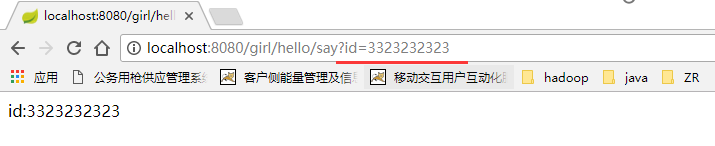 localhost:8080/girl/hell
localhost:8080/girl/hello/say?id=3323232323
应用 公务用枪供应管理系 客户侧能量管理及信息 移动交互用户互动化 hadoop java ZR
id:3323232323